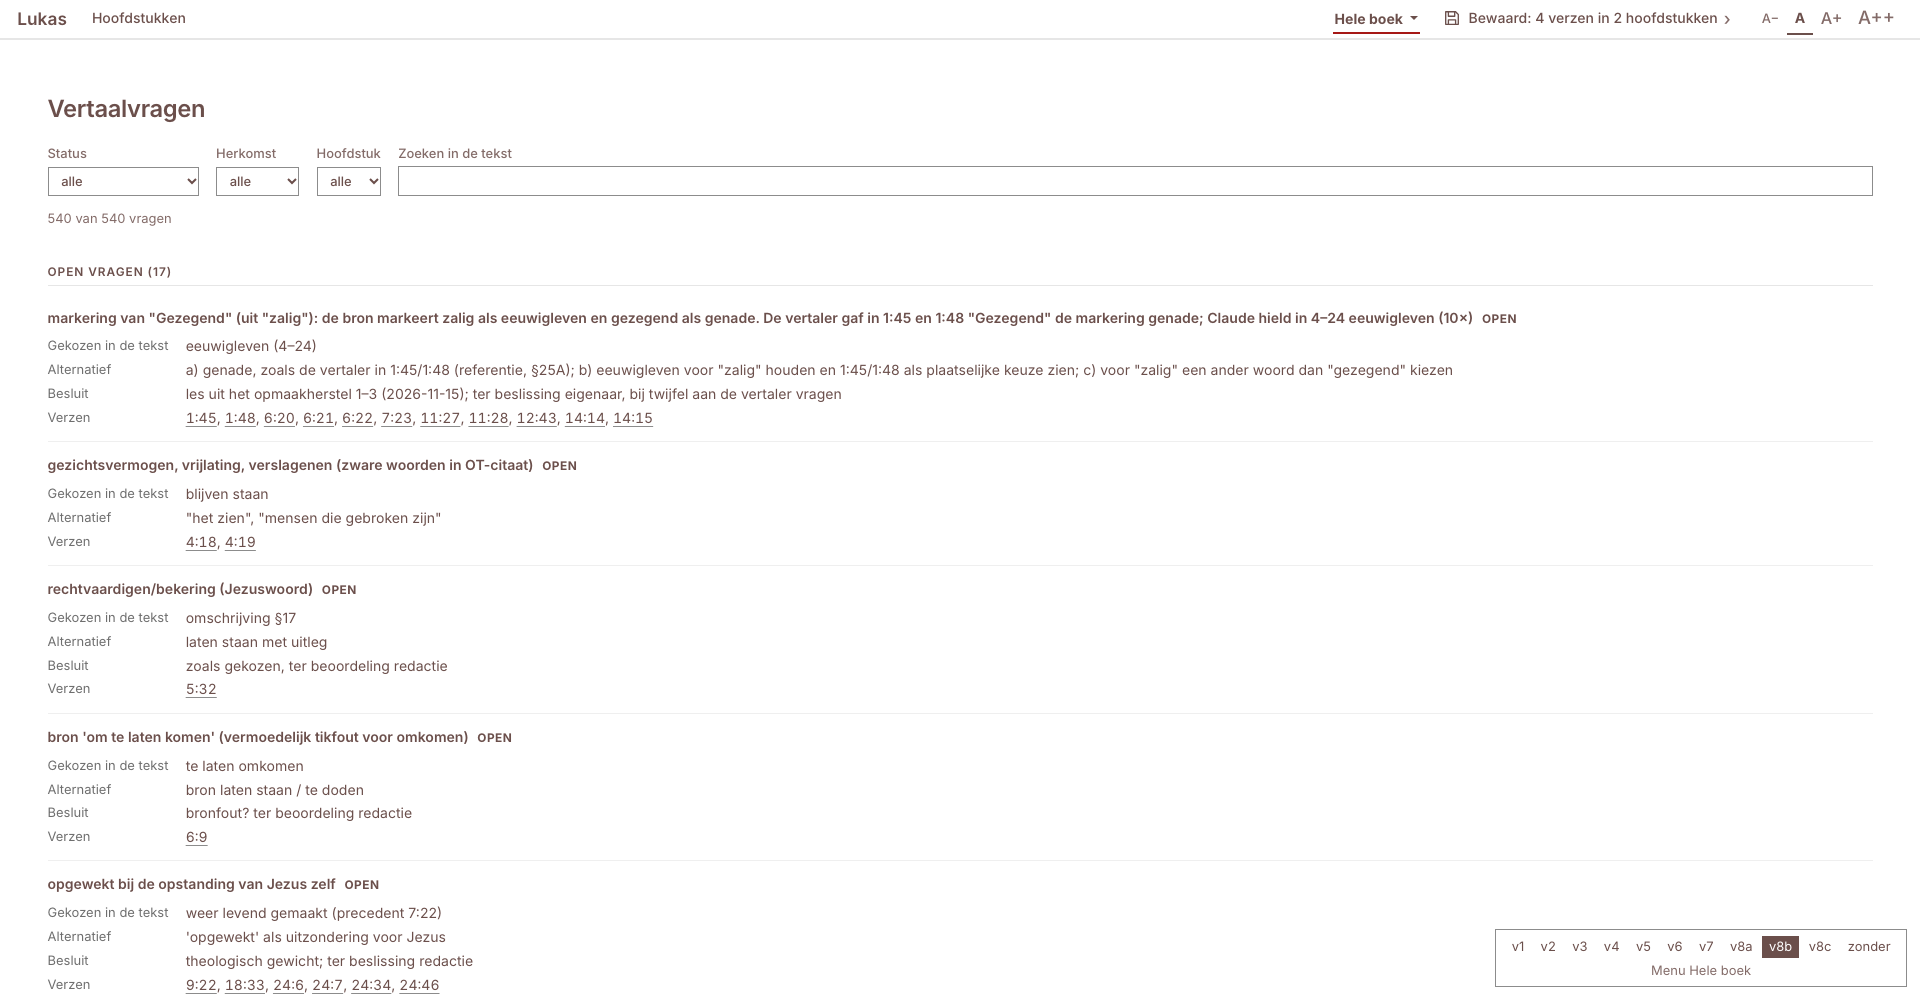 Lukas Hoofdstukken Hele boek Bewaard: 4 verzen in 2 hoofdstukken › A− A A+ A++
Vertaalvragen
Status Herkomst Hoofdstuk Zoeken in de tekst
alle alle alle
540 van 540 vragen
OPEN VRAGEN (17)
markering van "Gezegend" (uit "zalig"): de bron markeert zalig als eeuwigleven en gezegend als genade. De vertaler gaf in 1:45 en 1:48 "Gezegend" de markering genade; Claude hield in 4–24 eeuwigleven (10×) OPEN
Gekozen in de tekst eeuwigleven (4–24)
Alternatief a) genade, zoals de vertaler in 1:45/1:48 (referentie, §25A); b) eeuwigleven voor "zalig" houden en 1:45/1:48 als plaatselijke keuze zien; c) voor "zalig" een ander woord dan "gezegend" kiezen
Besluit les uit het opmaakherstel 1–3 (2026-11-15); ter beslissing eigenaar, bij twijfel aan de vertaler vragen
Verzen 1:45, 1:48, 6:20, 6:21, 6:22, 7:23, 11:27, 11:28, 12:43, 14:14, 14:15
gezichtsvermogen, vrijlating, verslagenen (zware woorden in OT-citaat) OPEN
Gekozen in de tekst blijven staan
Alternatief "het zien", "mensen die gebroken zijn"
Verzen 4:18, 4:19
rechtvaardigen/bekering (Jezuswoord) OPEN
Gekozen in de tekst omschrijving §17
Alternatief laten staan met uitleg
Besluit zoals gekozen, ter beoordeling redactie
Verzen 5:32
bron 'om te laten komen' (vermoedelijk tikfout voor omkomen) OPEN
Gekozen in de tekst te laten omkomen
Alternatief bron laten staan / te doden
Besluit bronfout? ter beoordeling redactie
Verzen 6:9
opgewekt bij de opstanding van Jezus zelf OPEN
Gekozen in de tekst weer levend gemaakt (precedent 7:22)
Alternatief 'opgewekt' als uitzondering voor Jezus
Besluit theologisch gewicht; ter beslissing redactie
Verzen 9:22, 18:33, 24:6, 24:7, 24:34, 24:46
v1 v2 v3 v4 v5 v6 v7 v8a v8b v8c zonder
Menu Hele boek